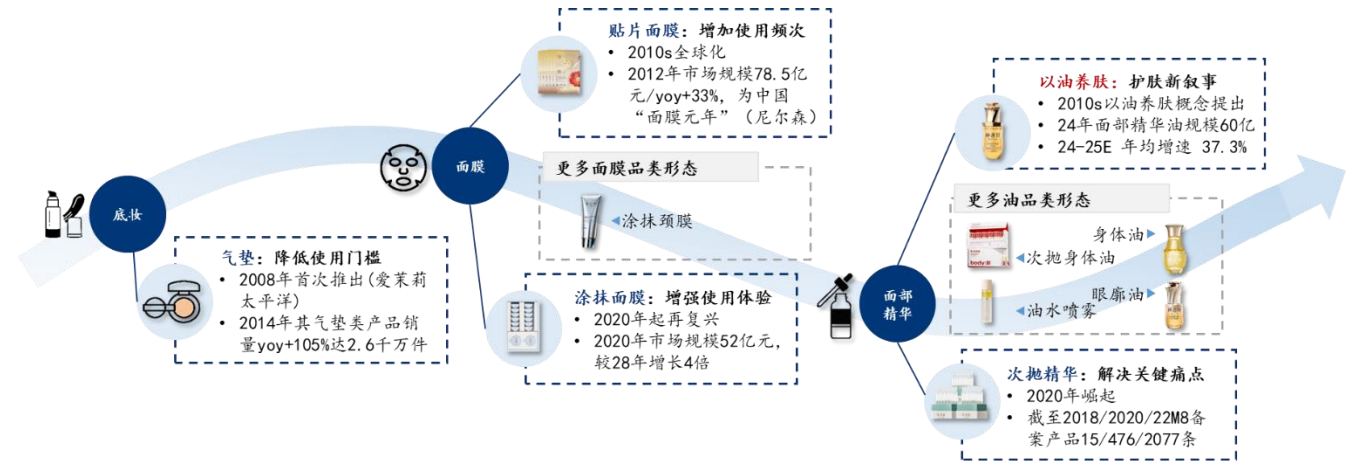 底妆
气垫：降低使用门槛
• 2008年首次推出(爱茉莉
太平洋)
• 2014年其气垫类产品销
量yoy+105%达2.6千万件
面膜
贴片面膜：增加使用频次
• 2010s全球化
• 2012年市场规模78.5亿
元/yoy+33%，为中国
“面膜元年”（尼尔森）
更多面膜品类形态
涂抹颈膜
涂抹面膜：增强使用体验
• 2020年起再复兴
• 2020年市场规模52亿元，
较28年增长4倍
面部
精华
以油养肤：护肤新叙事
• 2010s以油养肤概念提出
• 24年面部精华油规模60亿
• 24-25E 年均增速 37.3%
更多油品类形态
身体油
次抛身体油
眼廓油
油水喷雾
次抛精华：解决关键痛点
• 2020年崛起
• 截至2018/2020/22M8备
案产品15/476/2077条